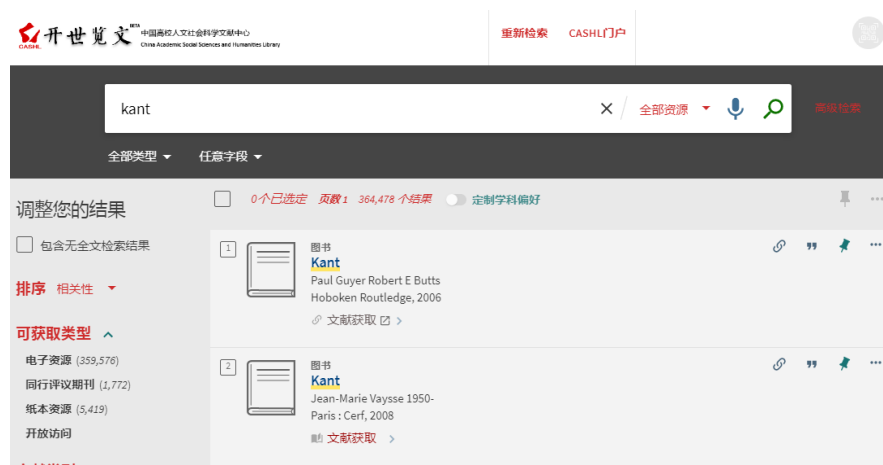 开世览文 BETA
CASHL
中国高校人文社会科学文献中心
China Academic Social Sciences and Humanities Library
重新检索 CASHL门户
kant
全部资源
高级检索
全部类型 任意字段
调整您的结果
0个已选定 页数 1 364,478 个结果 定制学科偏好
包含无全文检索结果
排序 相关性
可获取类型
电子资源 (359,576)
同行评议期刊 (1,772)
纸本资源 (5,419)
开放访问
1
图书
Kant
Paul Guyer Robert E Butts
Hoboken Routledge, 2006
文献获取
2
图书
Kant
Jean-Marie Vaysse 1950-
Paris : Cerf, 2008
文献获取